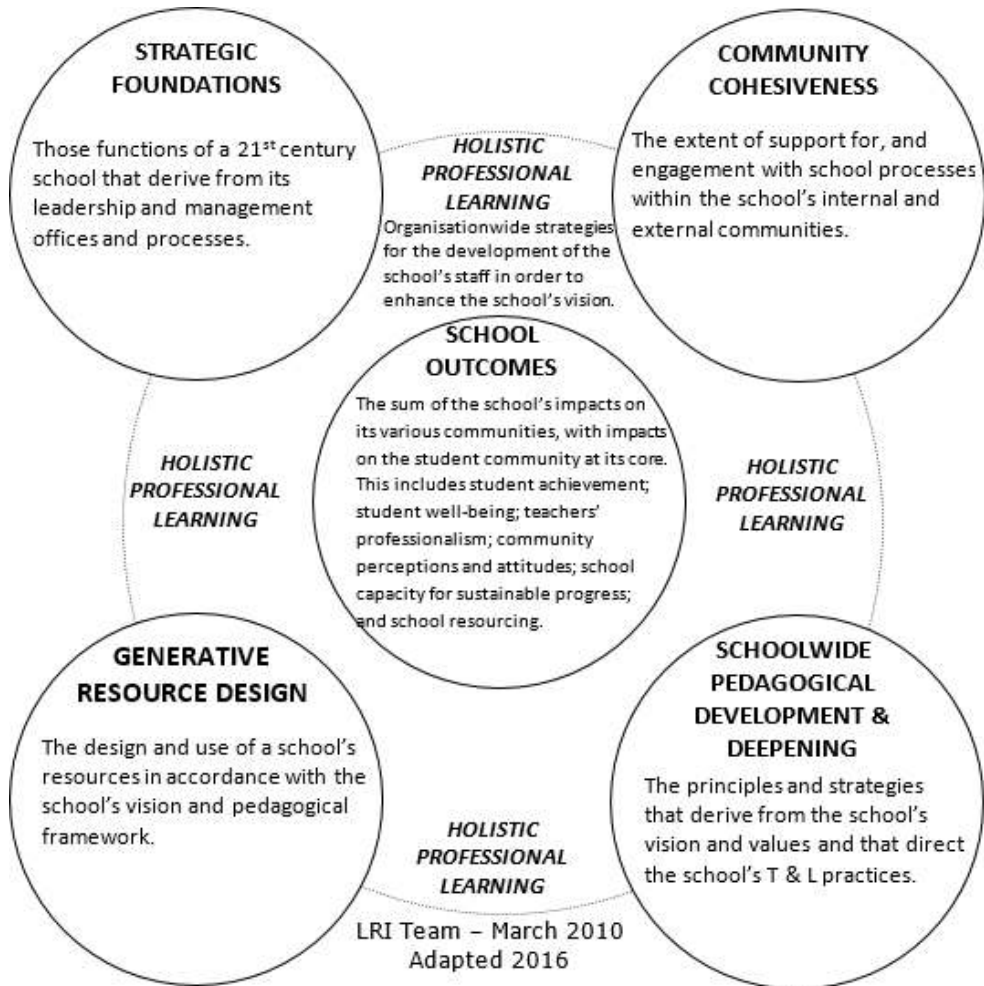 STRATEGIC
FOUNDATIONS
Those functions of a 21st century
school that derive from its
leadership and management
offices and processes.
COMMUNITY
COHESIVENESS
The extent of support for, and
engagement with school processes
within the school's internal and
external communities.
HOLISTIC
PROFESSIONAL
LEARNING
Organisationwide strategies
for the development of the
school's staff in order to
enhance the school's vision.
SCHOOL
OUTCOMES
The sum of the school's impacts on
its various communities, with impacts
on the student community at its core.
This includes student achievement;
student well-being; teachers'
professionalism; community
perceptions and attitudes; school
capacity for sustainable progress;
and school resourcing.
HOLISTIC
PROFESSIONAL
LEARNING
HOLISTIC
PROFESSIONAL
LEARNING
GENERATIVE
RESOURCE DESIGN
The design and use of a school's
resources in accordance with the
school's vision and pedagogical
framework.
SCHOOLWIDE
PEDAGOGICAL
DEVELOPMENT &
DEEPENING
The principles and strategies
that derive from the school's
vision and values and that direct
the school's T & L practices.
HOLISTIC
PROFESSIONAL
LEARNING
LRI Team – March 2010
Adapted 2016